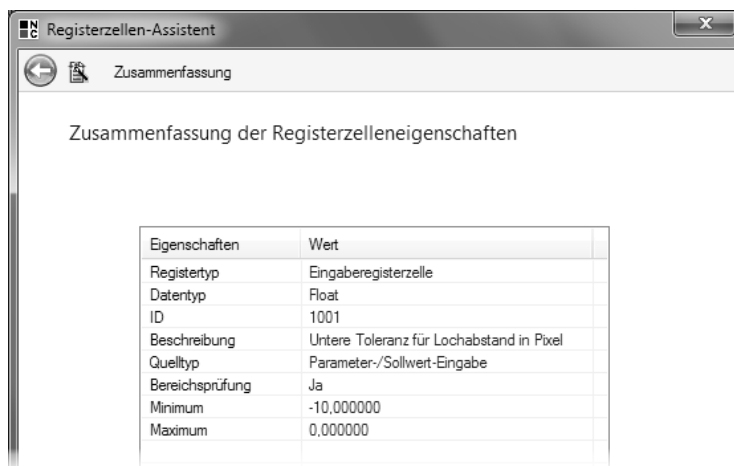 NC Registerzellen-Assistent
Zusammenfassung
Zusammenfassung der Registerzelleneigenschaften
Eigenschaften Wert
Registertyp Eingaberegisterzelle
Datentyp Float
ID 1001
Beschreibung Untere Toleranz für Lochabstand in Pixel
Quelltyp Parameter-/Sollwert-Eingabe
Bereichsprüfung Ja
Minimum -10,000000
Maximum 0,000000